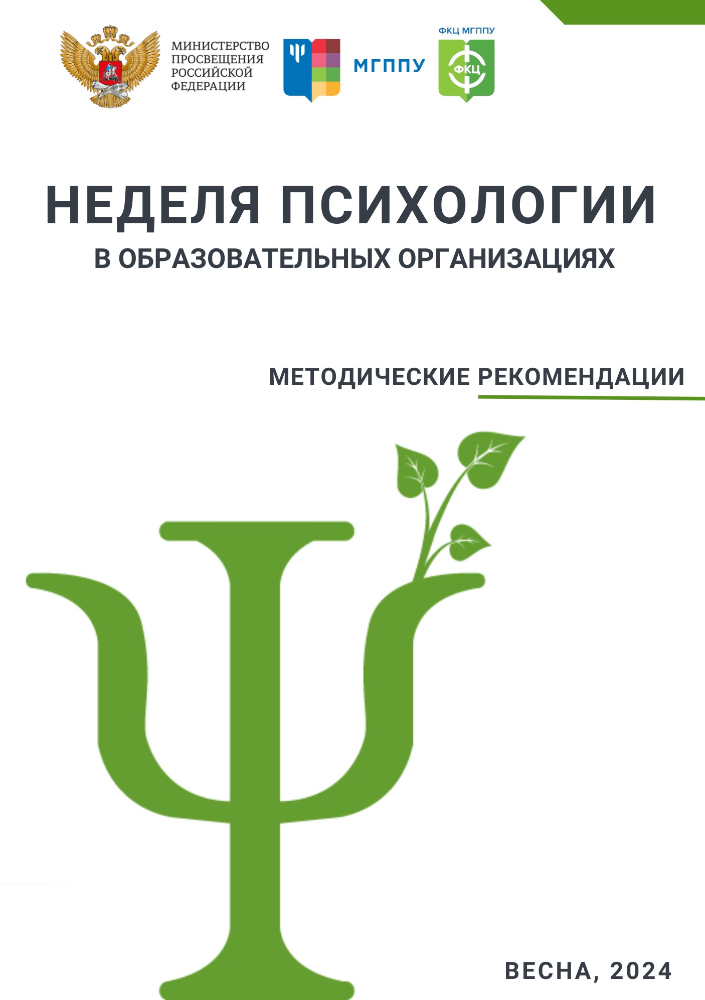 МИНИСТЕРСТВО
ПРОСВЕЩЕНИЯ
РОССИЙСКОЙ
ФЕДЕРАЦИИ
МГППУ
ФКЦ МГППУ
ФКЦ
НЕДЕЛЯ ПСИХОЛОГИИ
В ОБРАЗОВАТЕЛЬНЫХ ОРГАНИЗАЦИЯХ
МЕТОДИЧЕСКИЕ РЕКОМЕНДАЦИИ
ВЕСНА, 2024